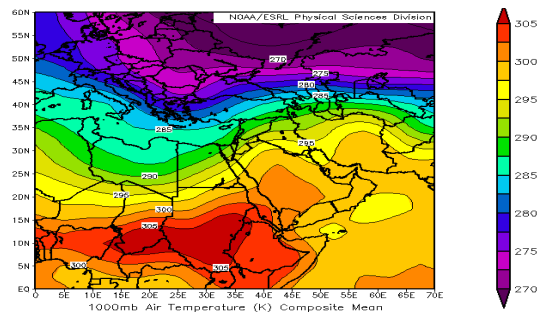 NOAA/ESRL Physical Sciences Division
60N
55N
50N
45N
40N
35N
30N
25N
20N
15N
10N
5N
EQ
270
275
280
285
285
295
290
295
300
305
300
305
0 5E 10E 15E 20E 25E 30E 35E 40E 45E 50E 55E 60E 65E 70E
1000mb Air Temperature (K) Composite Mean
305
300
295
290
285
280
275
270